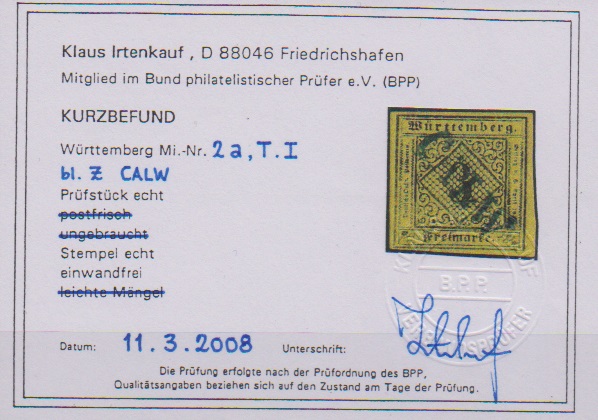 Klaus Irtenkauf , D 88046 Friedrichshafen
Mitglied im Bund philatelistischer Prüfer e.V. (BPP)
KURZBEFUND
Württemberg Mi.-Nr. 2a, T. I
bl. Z CALW
Prüfstück echt
postfrisch
ungebraucht
Stempel echt
einwandfrei
leichte Mängel
Württemberg.
CALW
Freimarke.
B.P.P.
Datum: 11.3.2008 Unterschrift:
Die Prüfung erfolgte nach der Prüfordnung des BPP,
Qualitätsangaben beziehen sich auf den Zustand am Tage der Prüfung.